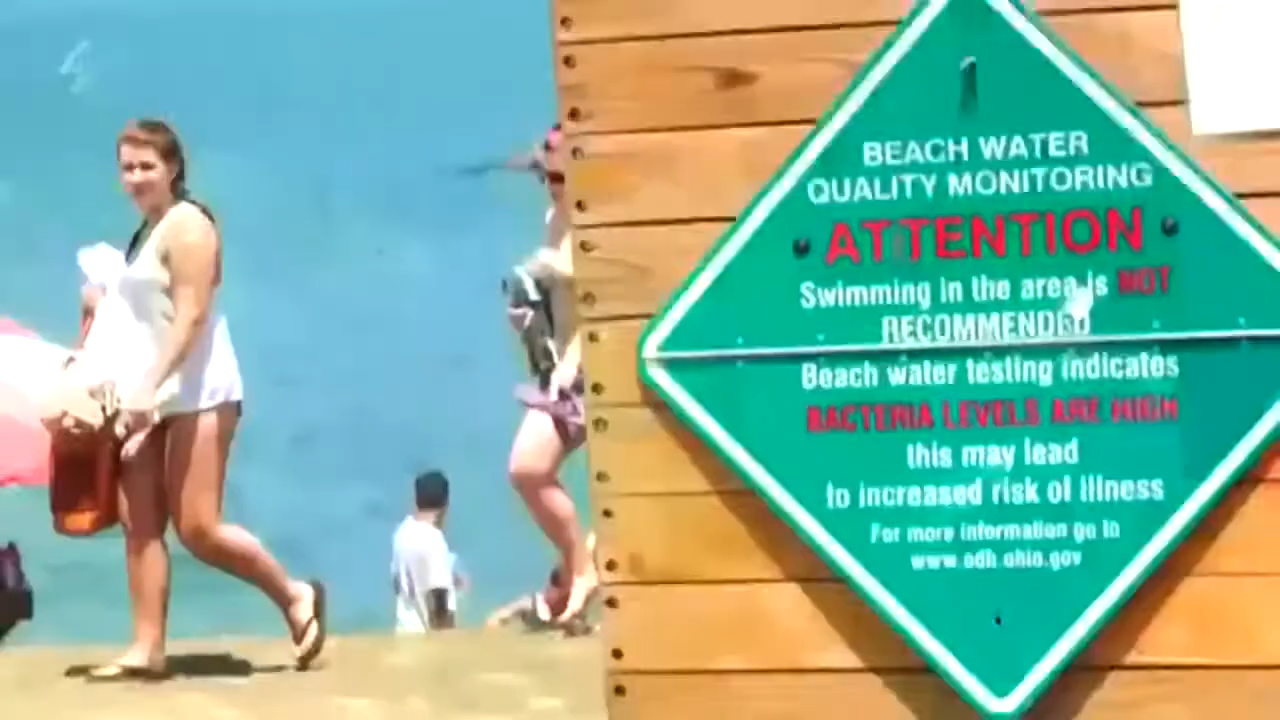 BEACH WATER
QUALITY MONITORING
ATTENTION
Swimming in the area is NOT
RECOMMENDED
Beach water testing indicates
BACTERIA LEVELS ARE HIGH
this may lead
to increased risk of illness
For more information go to
www.odh.ohio.gov